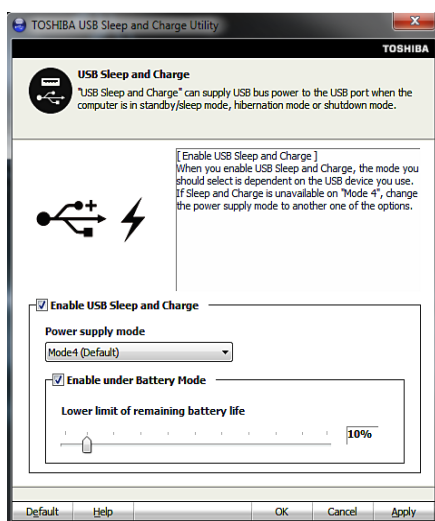 TOSHIBA USB Sleep and Charge Utility
TOSHIBA
USB Sleep and Charge
"USB Sleep and Charge" can supply USB bus power to the USB port when the
computer is in standby/sleep mode, hibernation mode or shutdown mode.
[ Enable USB Sleep and Charge ]
When you enable USB Sleep and Charge, the mode you
should select is dependent on the USB device you use.
If Sleep and Charge is unavailable on "Mode 4", change
the power supply mode to another one of the options.
Enable USB Sleep and Charge
Power supply mode
Mode4 (Default)
Enable under Battery Mode
Lower limit of remaining battery life
10%
Default Help OK Cancel Apply